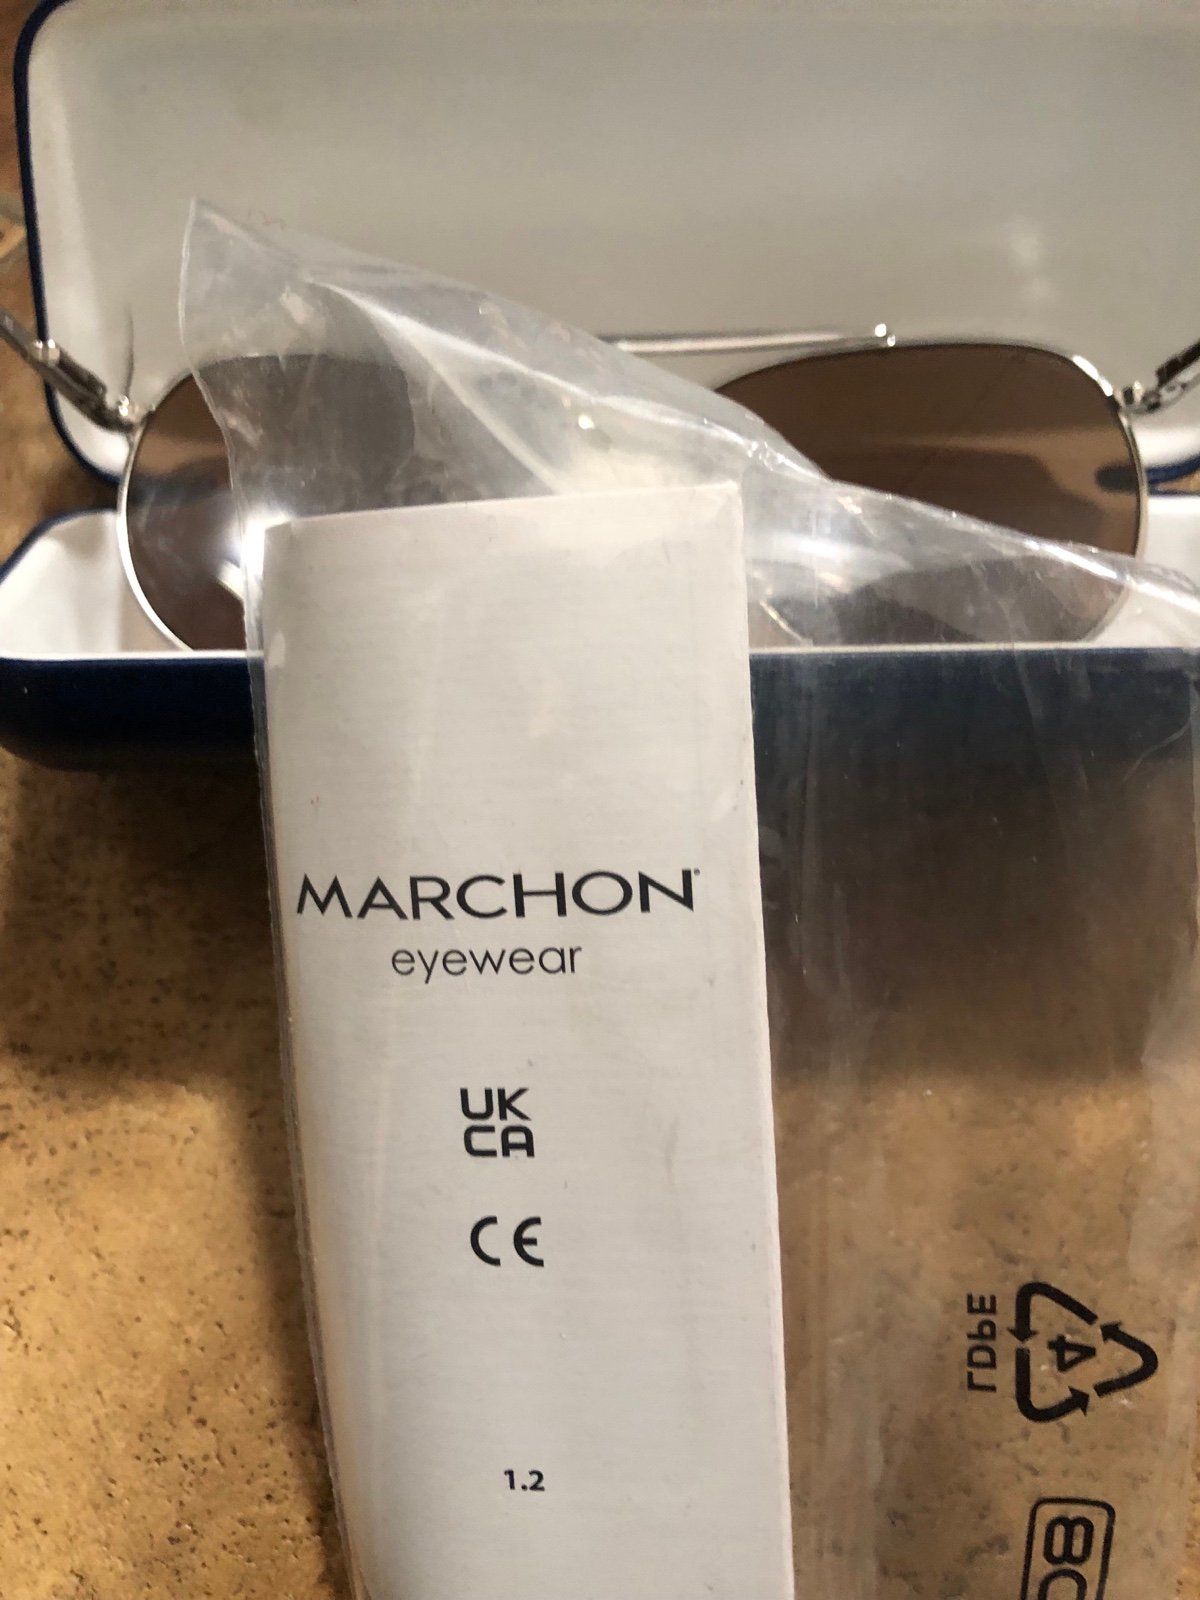 MARCHON®
eyewear
UK
CA
CE
1.2
4
LDPE